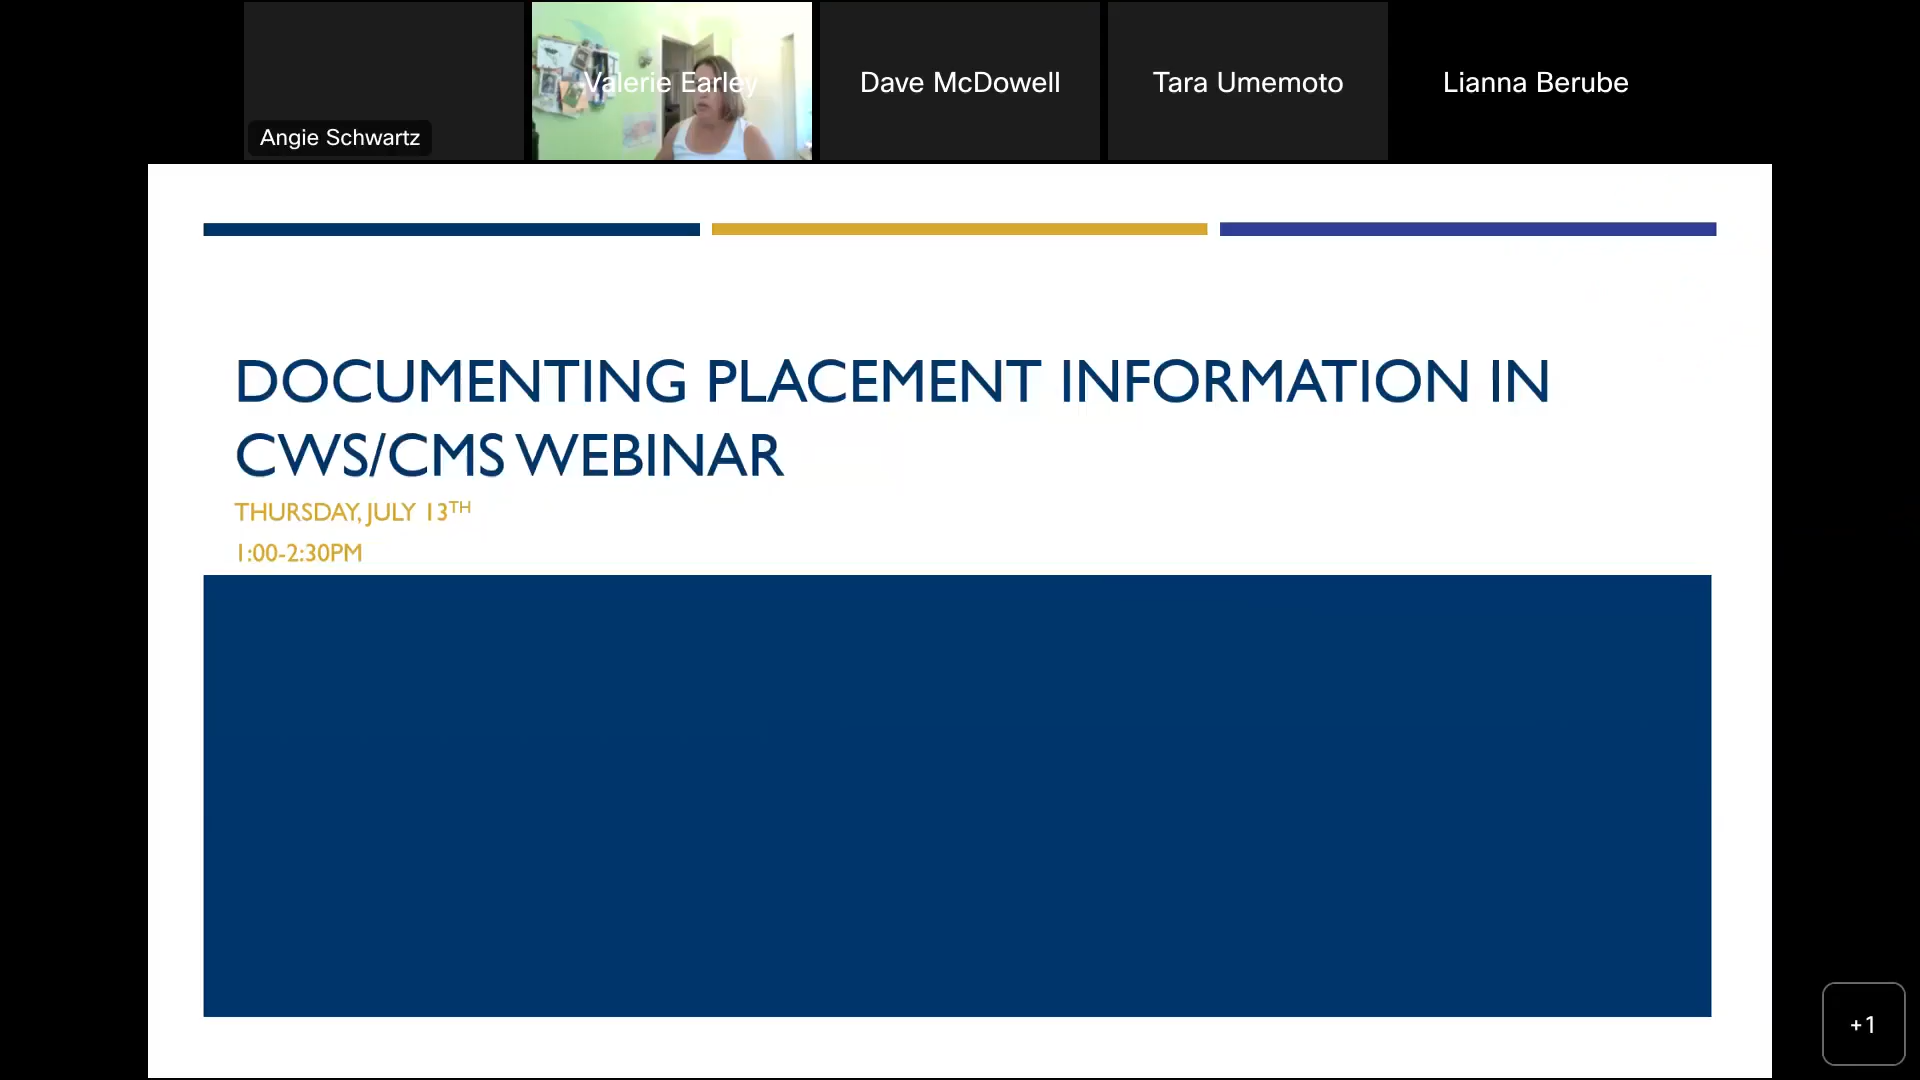 Angie Schwartz
Valerie Earley
Dave McDowell
Tara Umemoto
Lianna Berube
DOCUMENTING PLACEMENT INFORMATION IN
CWS/CMS WEBINAR
THURSDAY, JULY 13TH
1:00-2:30PM
+1